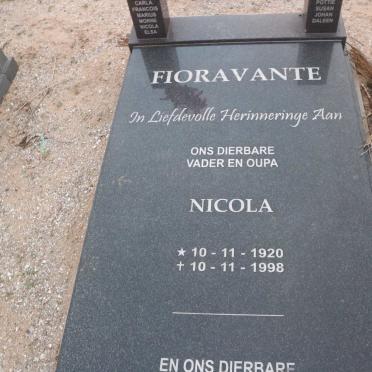 CARLA
FRANCOIS
MARIUS
MORNE
NICOLA
ELSA
POTTIE
SUSAN
JOHAN
DALEEN
FIORAVANTE
In Liefdevolle Herinneringe Aan
ONS DIERBARE
VADER EN OUPA
NICOLA
★ 10 - 11 - 1920
✝ 10 - 11 - 1998
EN ONS DIERBARE